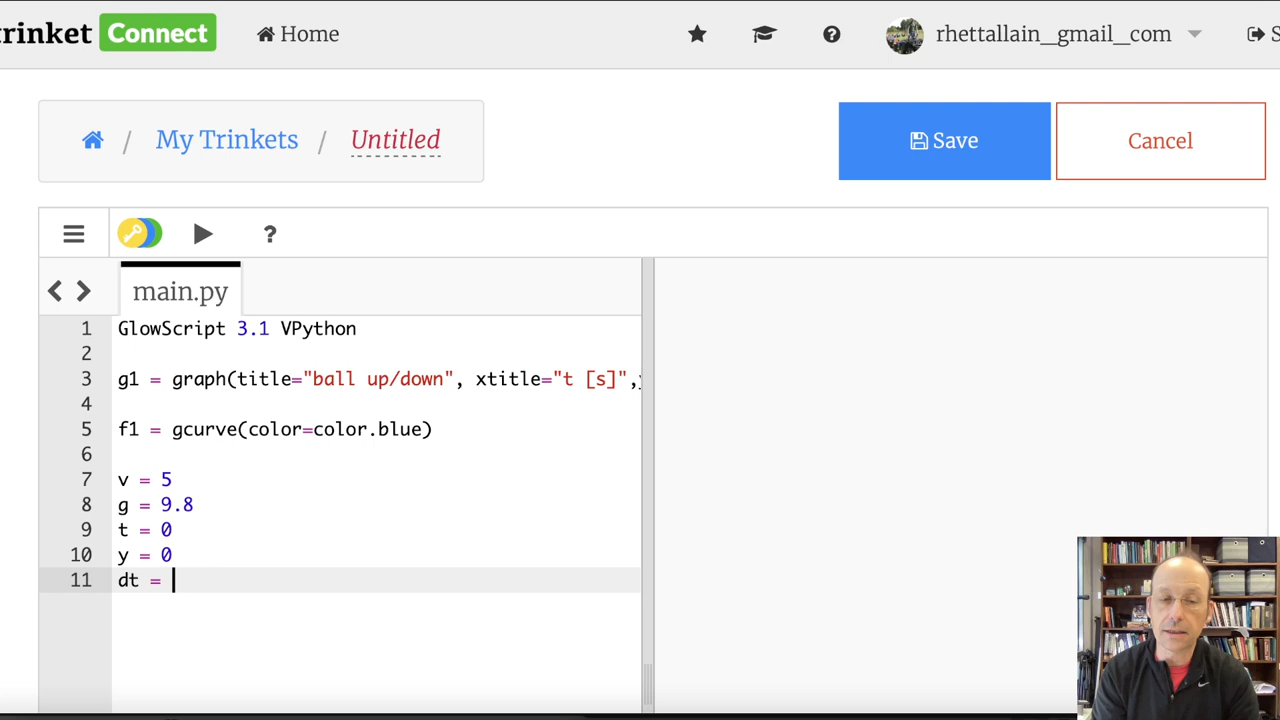 rinket Connect Home rhettallain_gmail_com S
/ My Trinkets / Untitled Save Cancel
?
main.py
1 GlowScript 3.1 VPython
2
3 g1 = graph(title="ball up/down", xtitle="t [s]",
4
5 f1 = gcurve(color=color.blue)
6
7 v = 5
8 g = 9.8
9 t = 0
10 y = 0
11 dt =